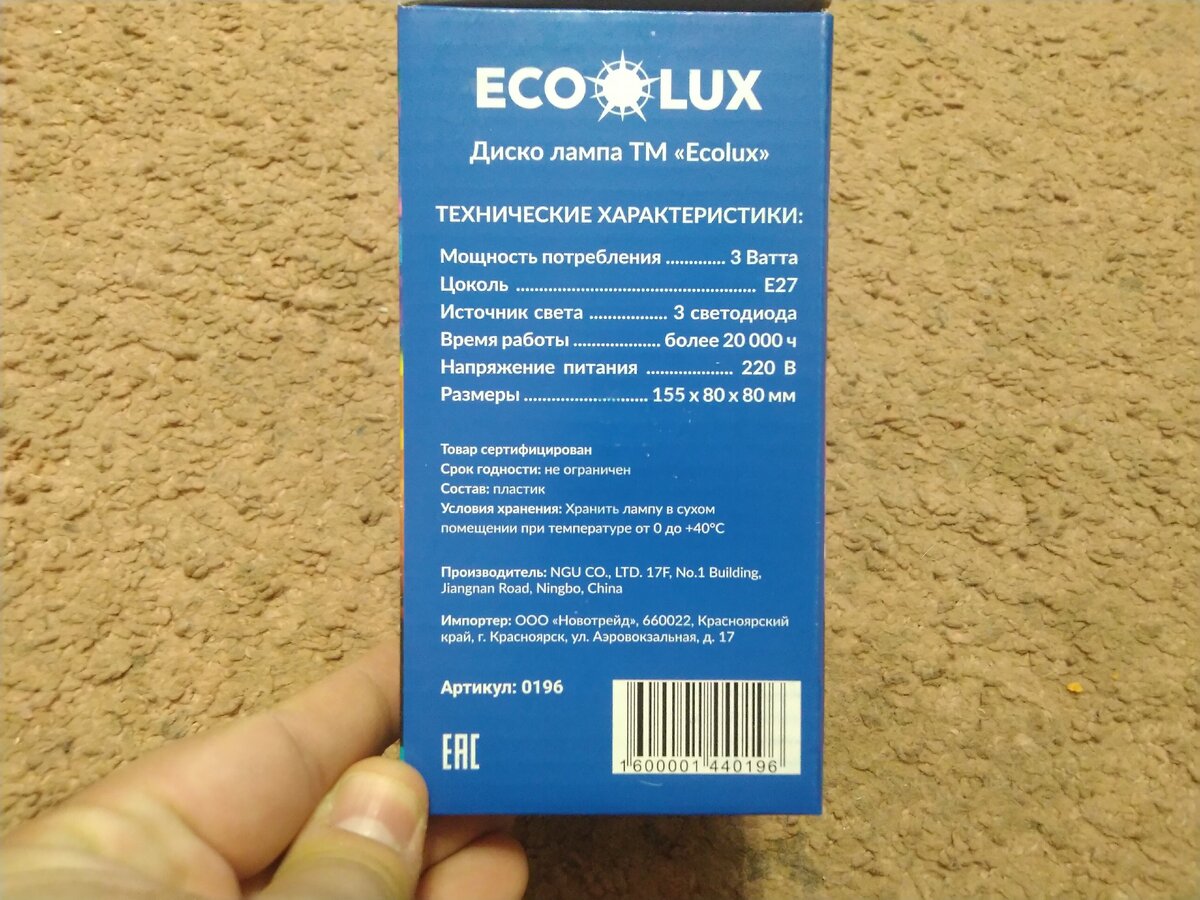 ECO LUX
Диско лампа ТМ «Ecolux»
ТЕХНИЧЕСКИЕ ХАРАКТЕРИСТИКИ:
Мощность потребления ............. 3 Ватта
Цоколь .................................................... E27
Источник света ................. 3 светодиода
Время работы ................... более 20 000 ч
Напряжение питания ................... 220 В
Размеры ........................... 155 x 80 x 80 мм
Товар сертифицирован
Срок годности: не ограничен
Состав: пластик
Условия хранения: Хранить лампу в сухом
помещении при температуре от 0 до +40°С
Производитель: NGU CO., LTD. 17F, No.1 Building,
Jiangnan Road, Ningbo, China
Импортер: ООО «Новотрейд», 660022, Красноярский
край, г. Красноярск, ул. Аэровокзальная, д. 17
Артикул: 0196
EAC
1 600001 440196